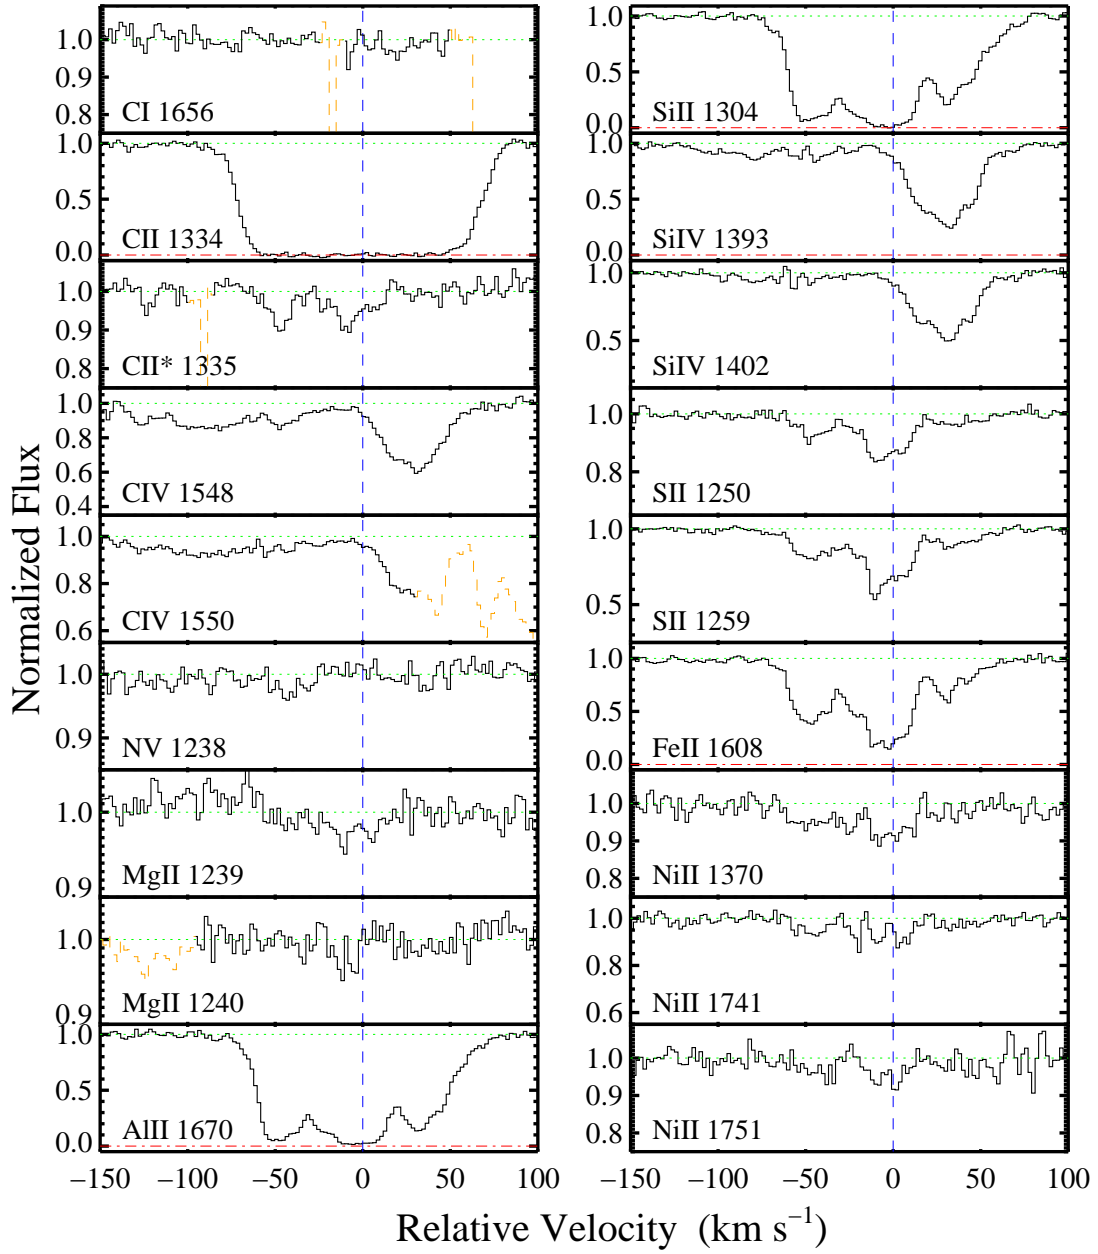 Normalized Flux
1.0
0.9
0.8
CI 1656
1.0
0.5
0.0
CII 1334
1.0
0.9
0.8
CII* 1335
1.0
0.8
0.6
0.4
CIV 1548
1.0
0.8
0.6
CIV 1550
1.0
0.9
NV 1238
1.0
0.9
MgII 1239
1.0
0.9
MgII 1240
1.0
0.5
0.0
AlII 1670
−150 −100 −50 0 50 100
1.0
0.5
0.0
SiII 1304
1.0
0.5
0.0
SiIV 1393
1.0
0.5
SiIV 1402
1.0
0.8
SII 1250
1.0
0.5
SII 1259
1.0
0.5
0.0
FeII 1608
1.0
0.9
0.8
NiII 1370
1.0
0.8
0.6
NiII 1741
1.0
0.9
0.8
NiII 1751
−150 −100 −50 0 50 100
Relative Velocity (km s⁻¹)